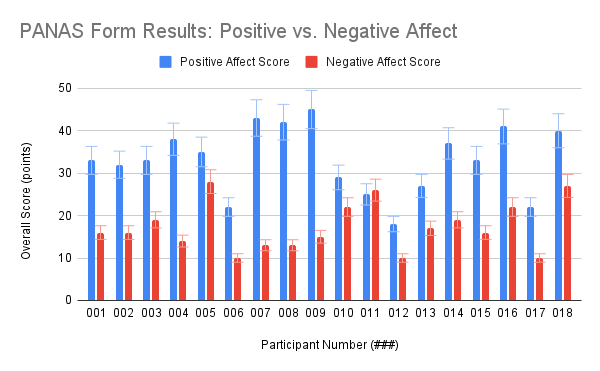 PANAS Form Results: Positive vs. Negative Affect
Positive Affect Score Negative Affect Score
Overall Score (points)
50
40
30
20
10
0
001 002 003 004 005 006 007 008 009 010 011 012 013 014 015 016 017 018
Participant Number (###)